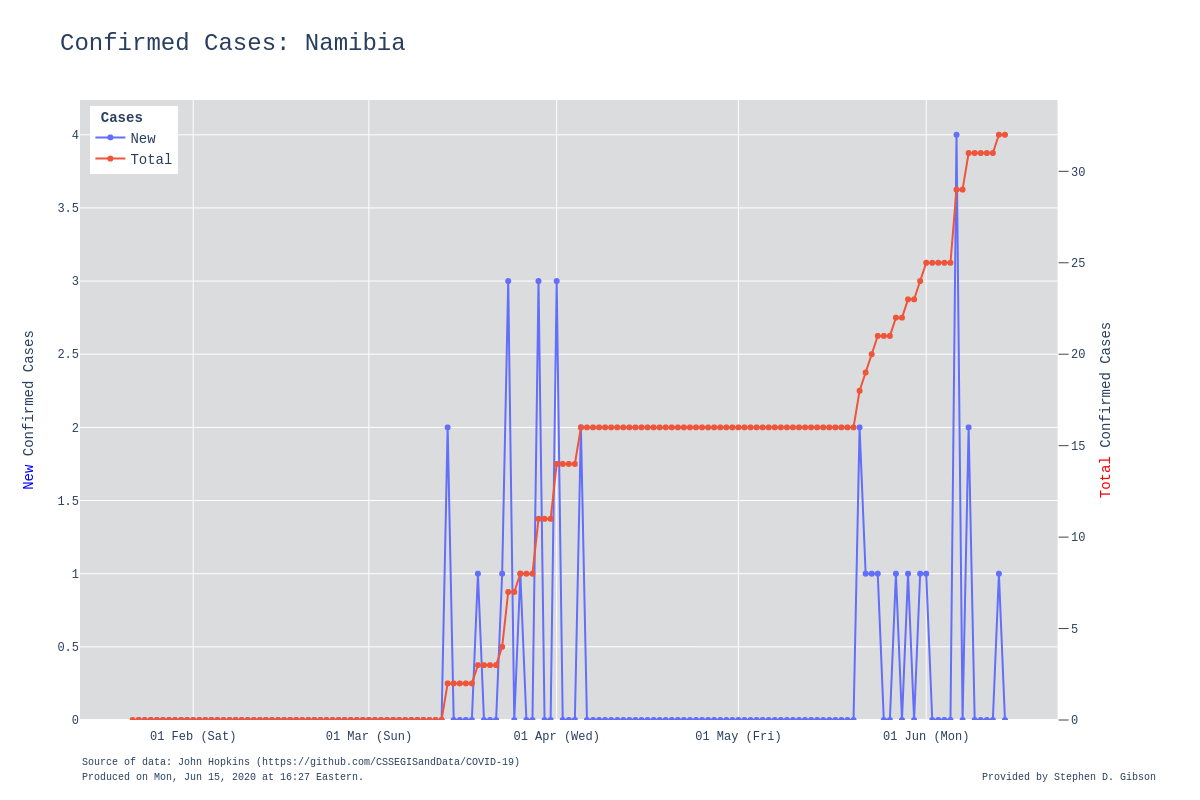 Confirmed Cases: Namibia
Cases
New
Total
4
3.5
3
2.5
2
1.5
1
0.5
0
30
25
20
15
10
5
0
New Confirmed Cases
Total Confirmed Cases
01 Feb (Sat)
01 Mar (Sun)
01 Apr (Wed)
01 May (Fri)
01 Jun (Mon)
Source of data: John Hopkins (https://github.com/CSSEGISandData/COVID-19)
Produced on Mon, Jun 15, 2020 at 16:27 Eastern.
Provided by Stephen D. Gibson